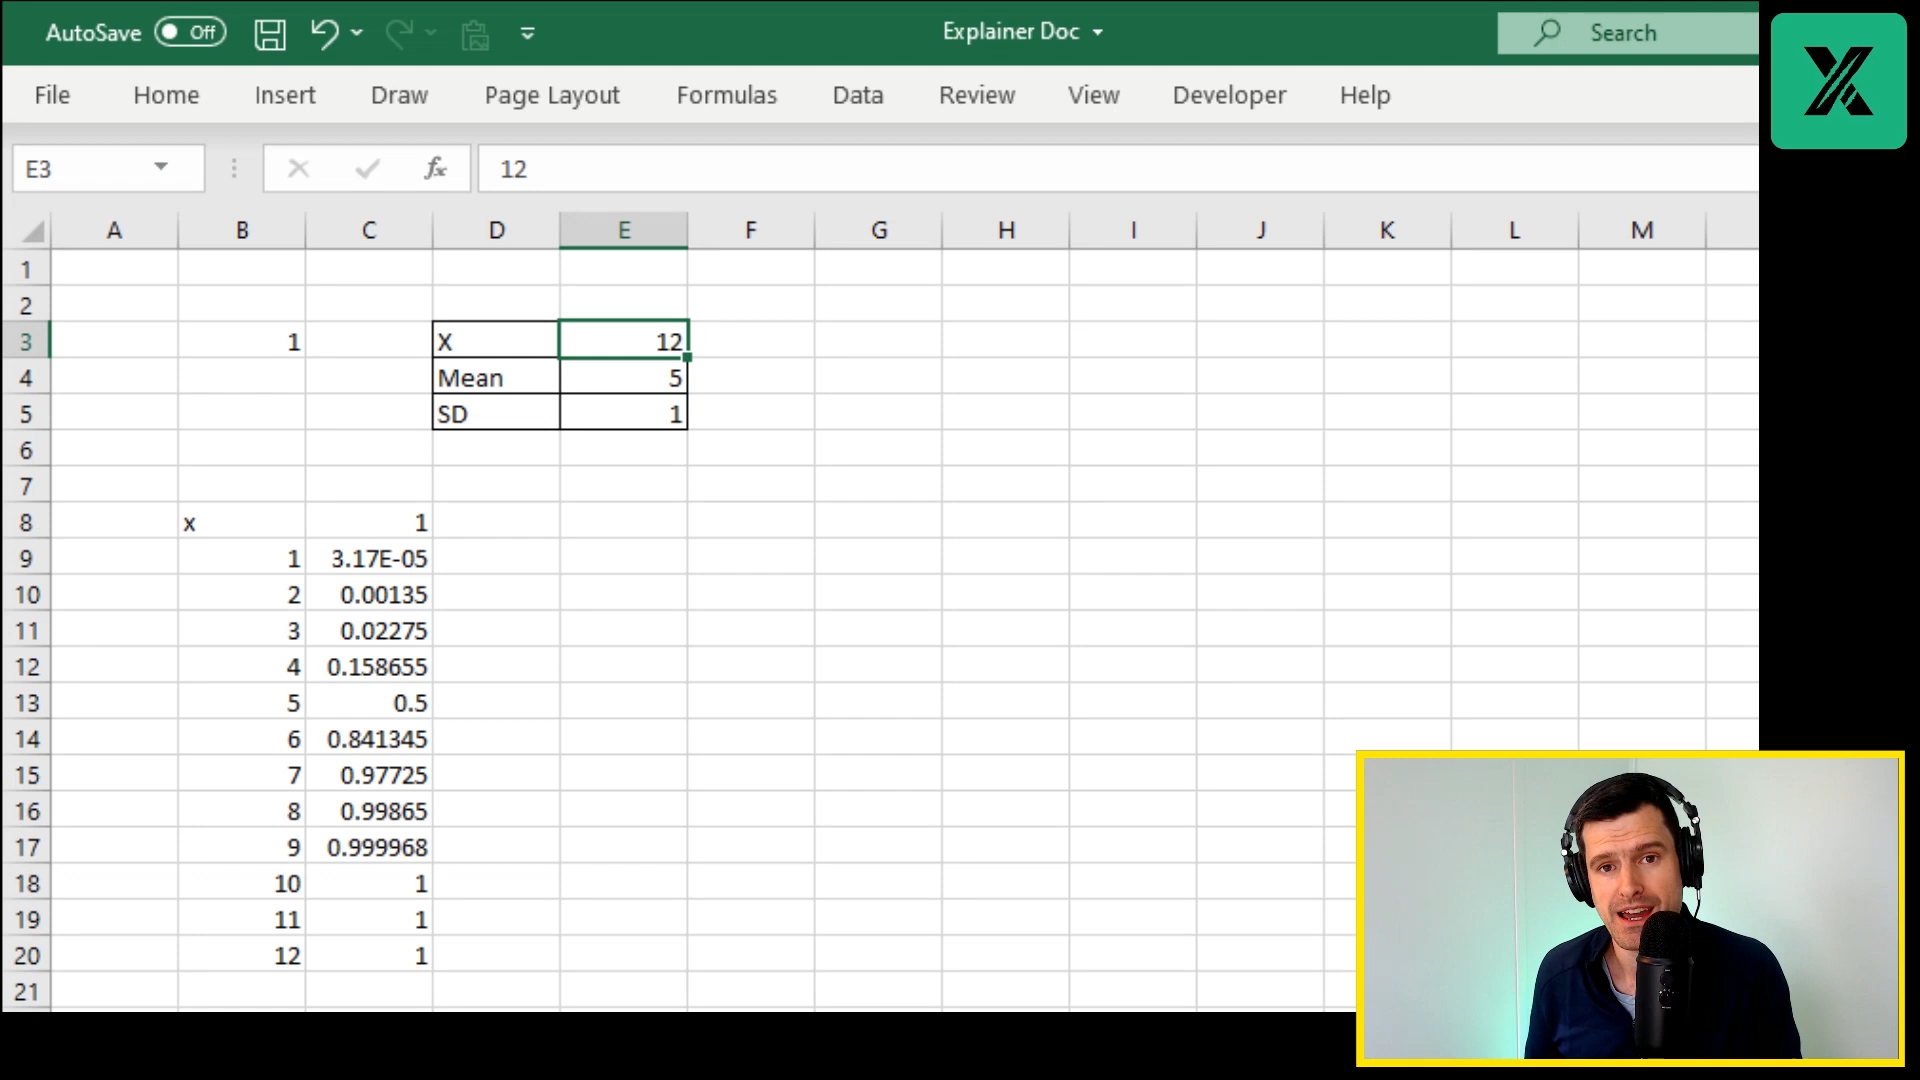 AutoSave Off Explainer Doc Search
File Home Insert Draw Page Layout Formulas Data Review View Developer Help
E3 fx 12
A B C D E F G H I J K L M
1
2
3 1 X 12
4 Mean 5
5 SD 1
6
7
8 x 1
9 1 3.17E-05
10 2 0.00135
11 3 0.02275
12 4 0.158655
13 5 0.5
14 6 0.841345
15 7 0.97725
16 8 0.99865
17 9 0.999968
18 10 1
19 11 1
20 12 1
21